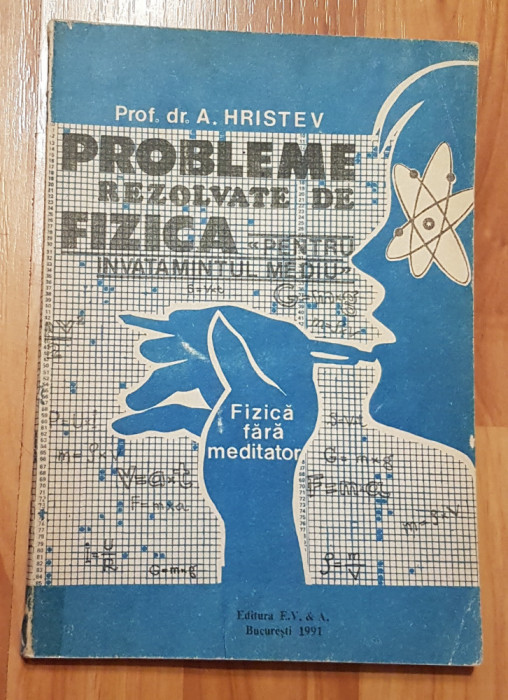 Prof. dr. A. HRISTEV
PROBLEME
REZOLVATE DE
FIZICA «PENTRU
INVATAMINTUL MEDIU»
G=m×g
Fizică
fără
meditator
S=v.t
G=m×g
V=a×t
F=m.a
F=m×a
I=U/R
G=m×g
ρ=m/V
Editura E.V. & A.
București 1991